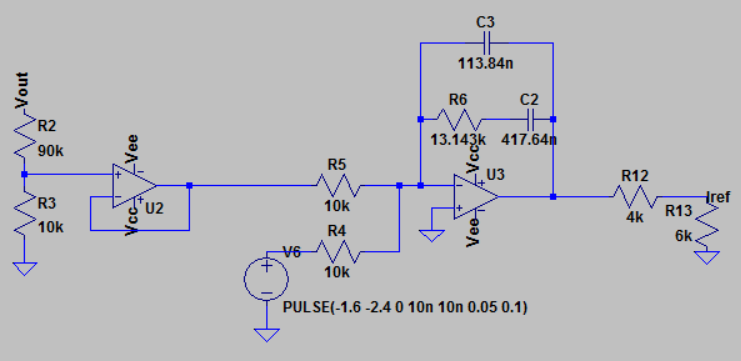 C3
113.84n
Vout
R6
C2
R2
Vee
13.143k
417.64n
90k
Vcc
R5
U3
R12
Iref
R3
U2
10k
R13
10k
Vcc
R4
Vee
4k
6k
V6
10k
PULSE(-1.6 -2.4 0 10n 10n 0.05 0.1)